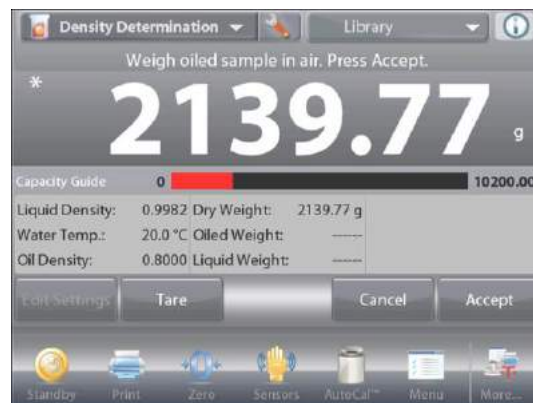 Density Determination
Library
Weigh oiled sample in air. Press Accept.
* 2139.77 g
Capacity Guide 0 10200.00
Liquid Density: 0.9982 Dry Weight: 2139.77 g
Water Temp.: 20.0 °C Oiled Weight: ------
Oil Density: 0.8000 Liquid Weight: ------
Edit Settings Tare Cancel Accept
Standby Print Zero Sensors AutoCal™ Menu More...